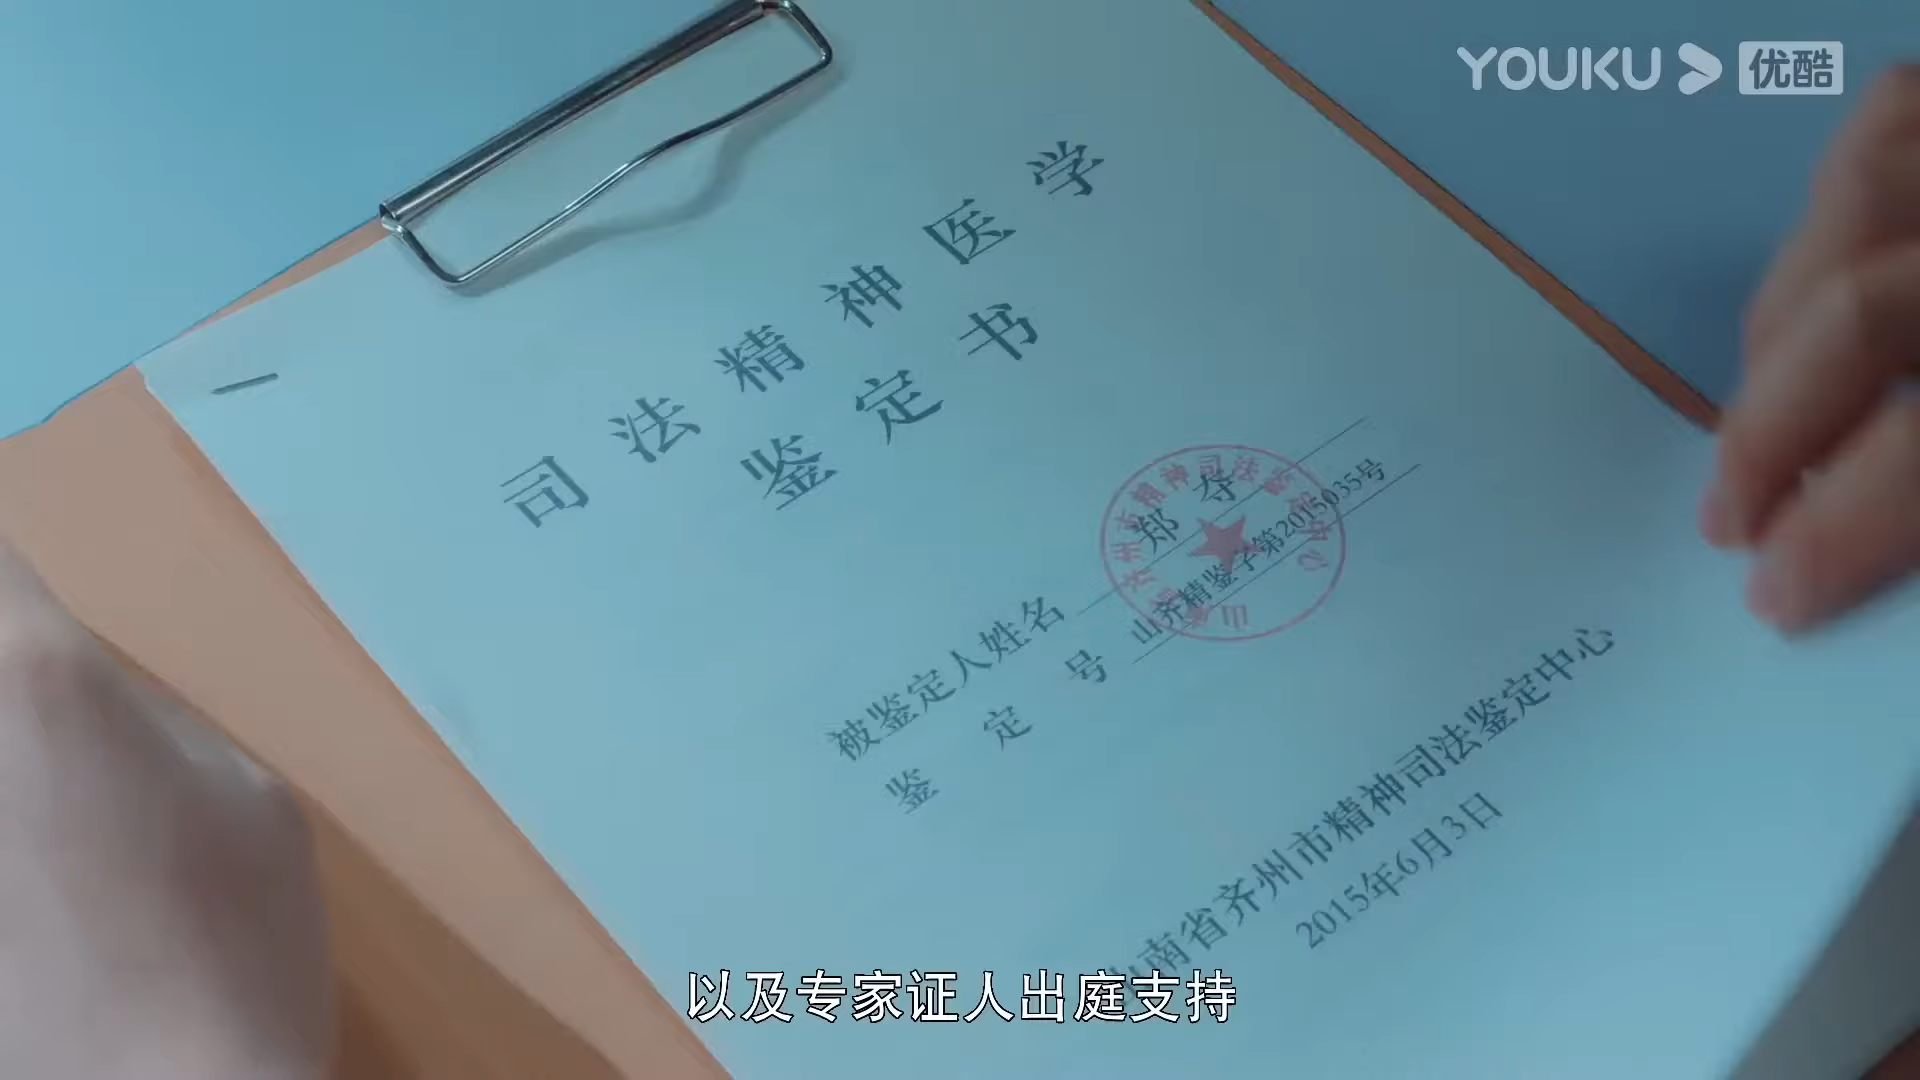 YOUKU 优酷
司法精神医学
鉴定书
被鉴定人姓名 郑夺
鉴定号 山齐精鉴字第2015035号
山南省齐州市精神司法鉴定中心
2015年6月3日
以及专家证人出庭支持